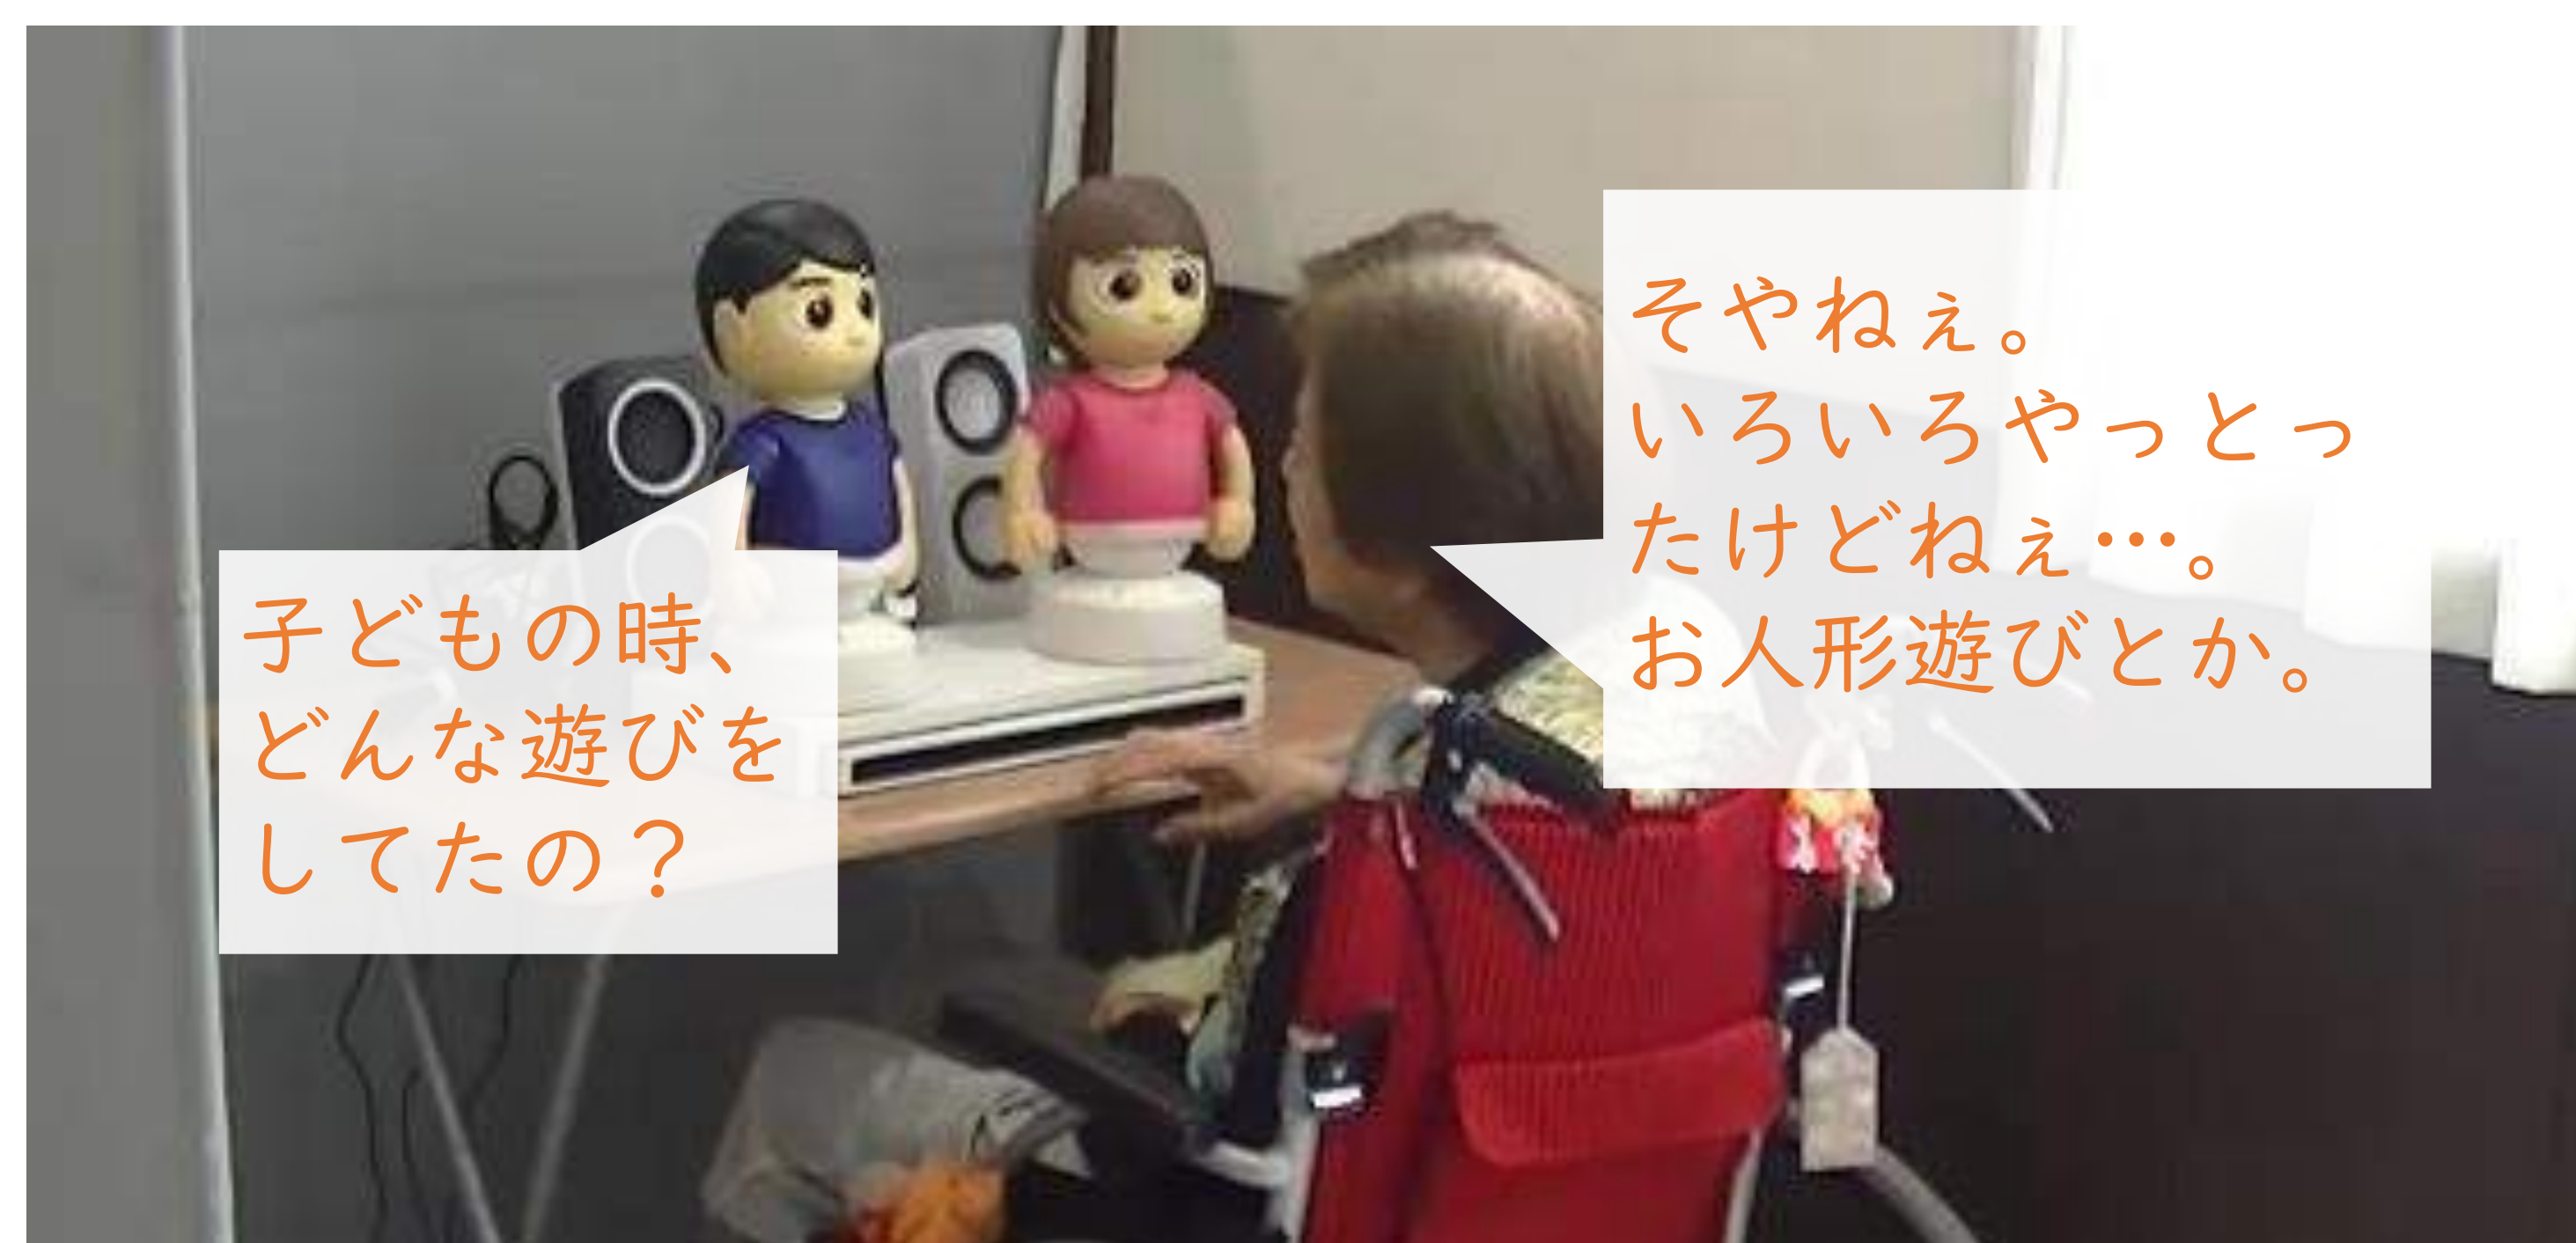 子どもの時、
どんな遊びを
してたの？
そやねぇ。
いろいろやっとっ
たけどねぇ…。
お人形遊びとか。